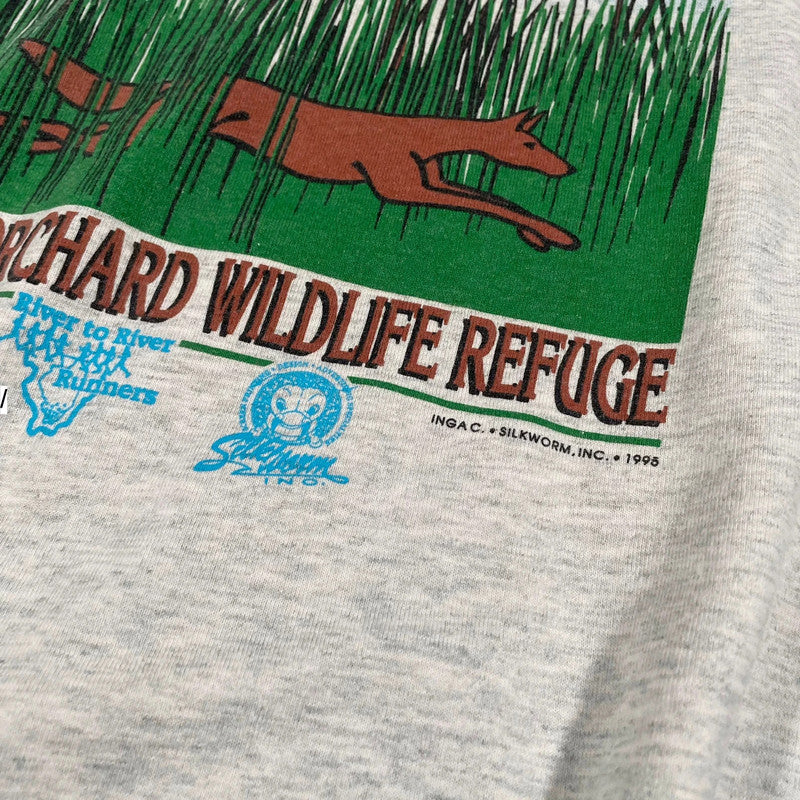 ORCHARD WILDLIFE REFUGE
River to River
Runners
INGA C. • SILKWORM, INC. • 1995
Silkworm
INC.